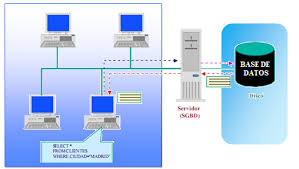 BASE DE
DATOS
Disco
Servidor
(SGBD)
SELECT *
FROM CLIENTES
WHERE CIUDAD='MADRID'